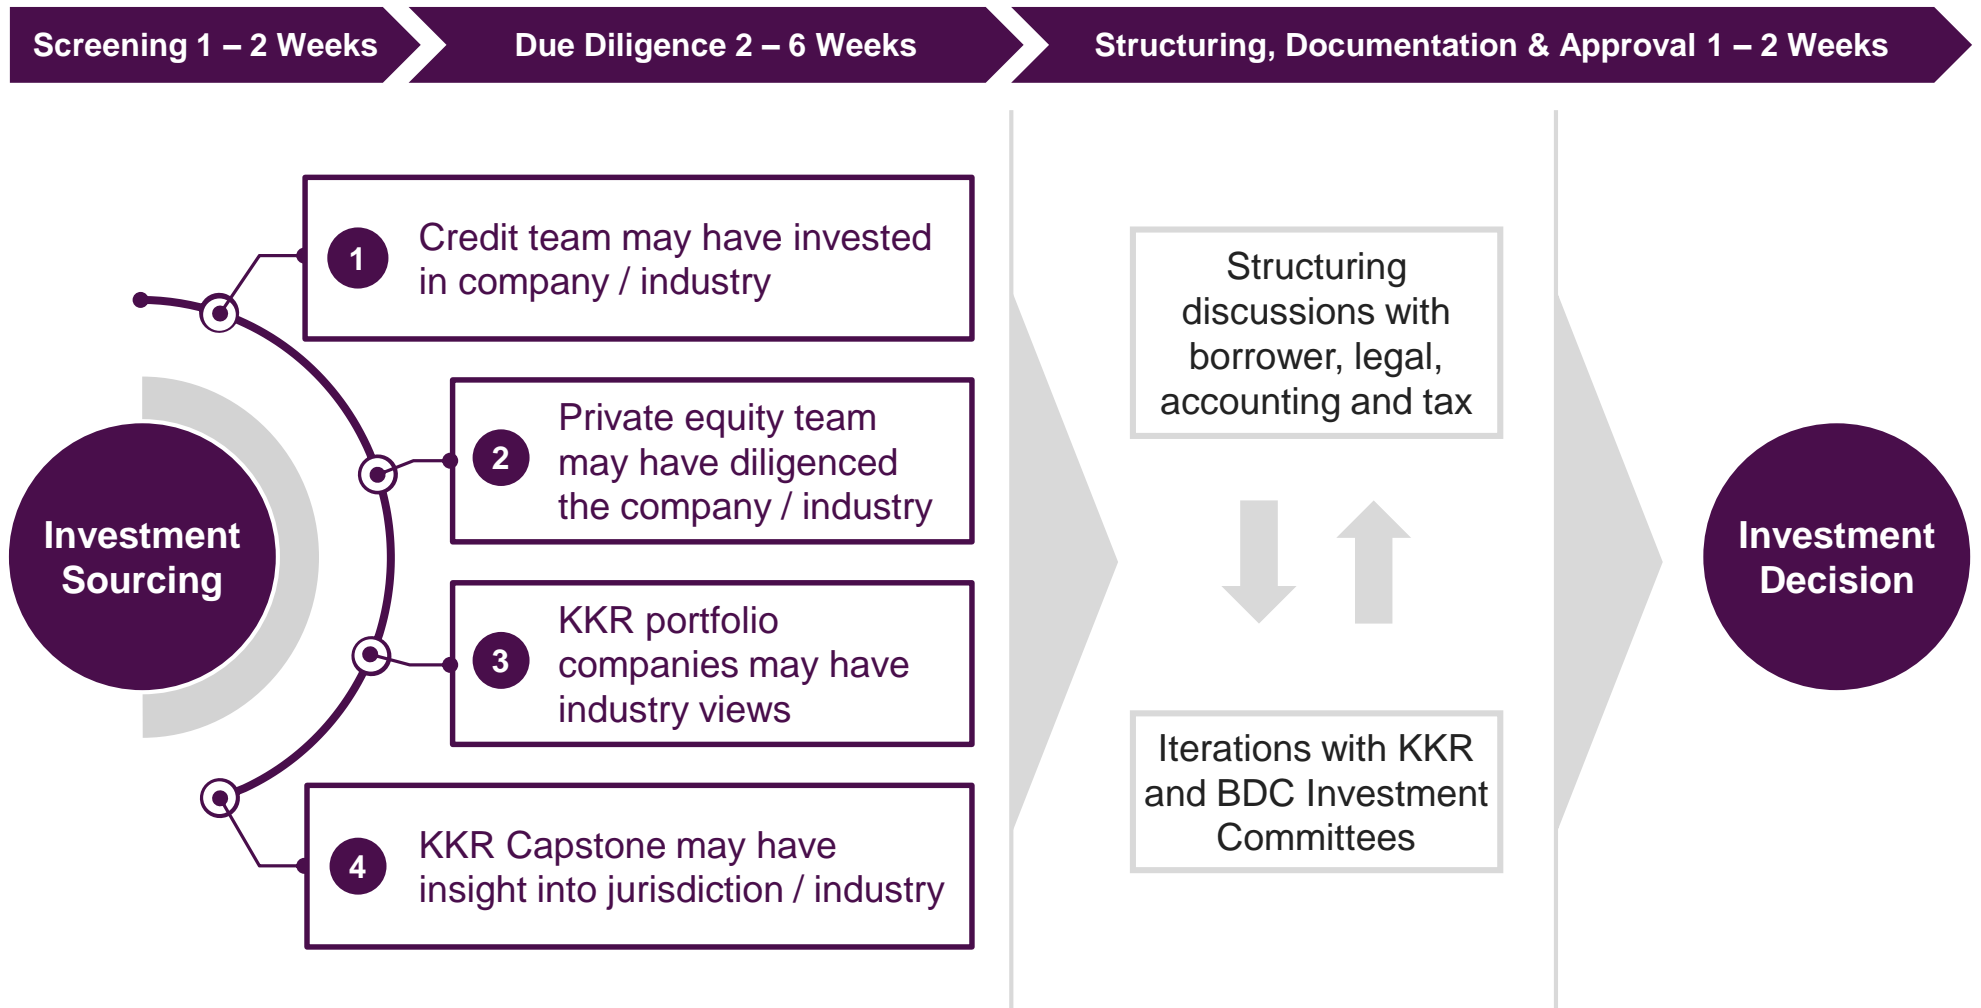 Screening 1 – 2 Weeks
Due Diligence 2 – 6 Weeks
Structuring, Documentation & Approval 1 – 2 Weeks
Investment
Sourcing
1
Credit team may have invested
in company / industry
2
Private equity team
may have diligenced
the company / industry
3
KKR portfolio
companies may have
industry views
4
KKR Capstone may have
insight into jurisdiction / industry
Structuring
discussions with
borrower, legal,
accounting and tax
Iterations with KKR
and BDC Investment
Committees
Investment
Decision